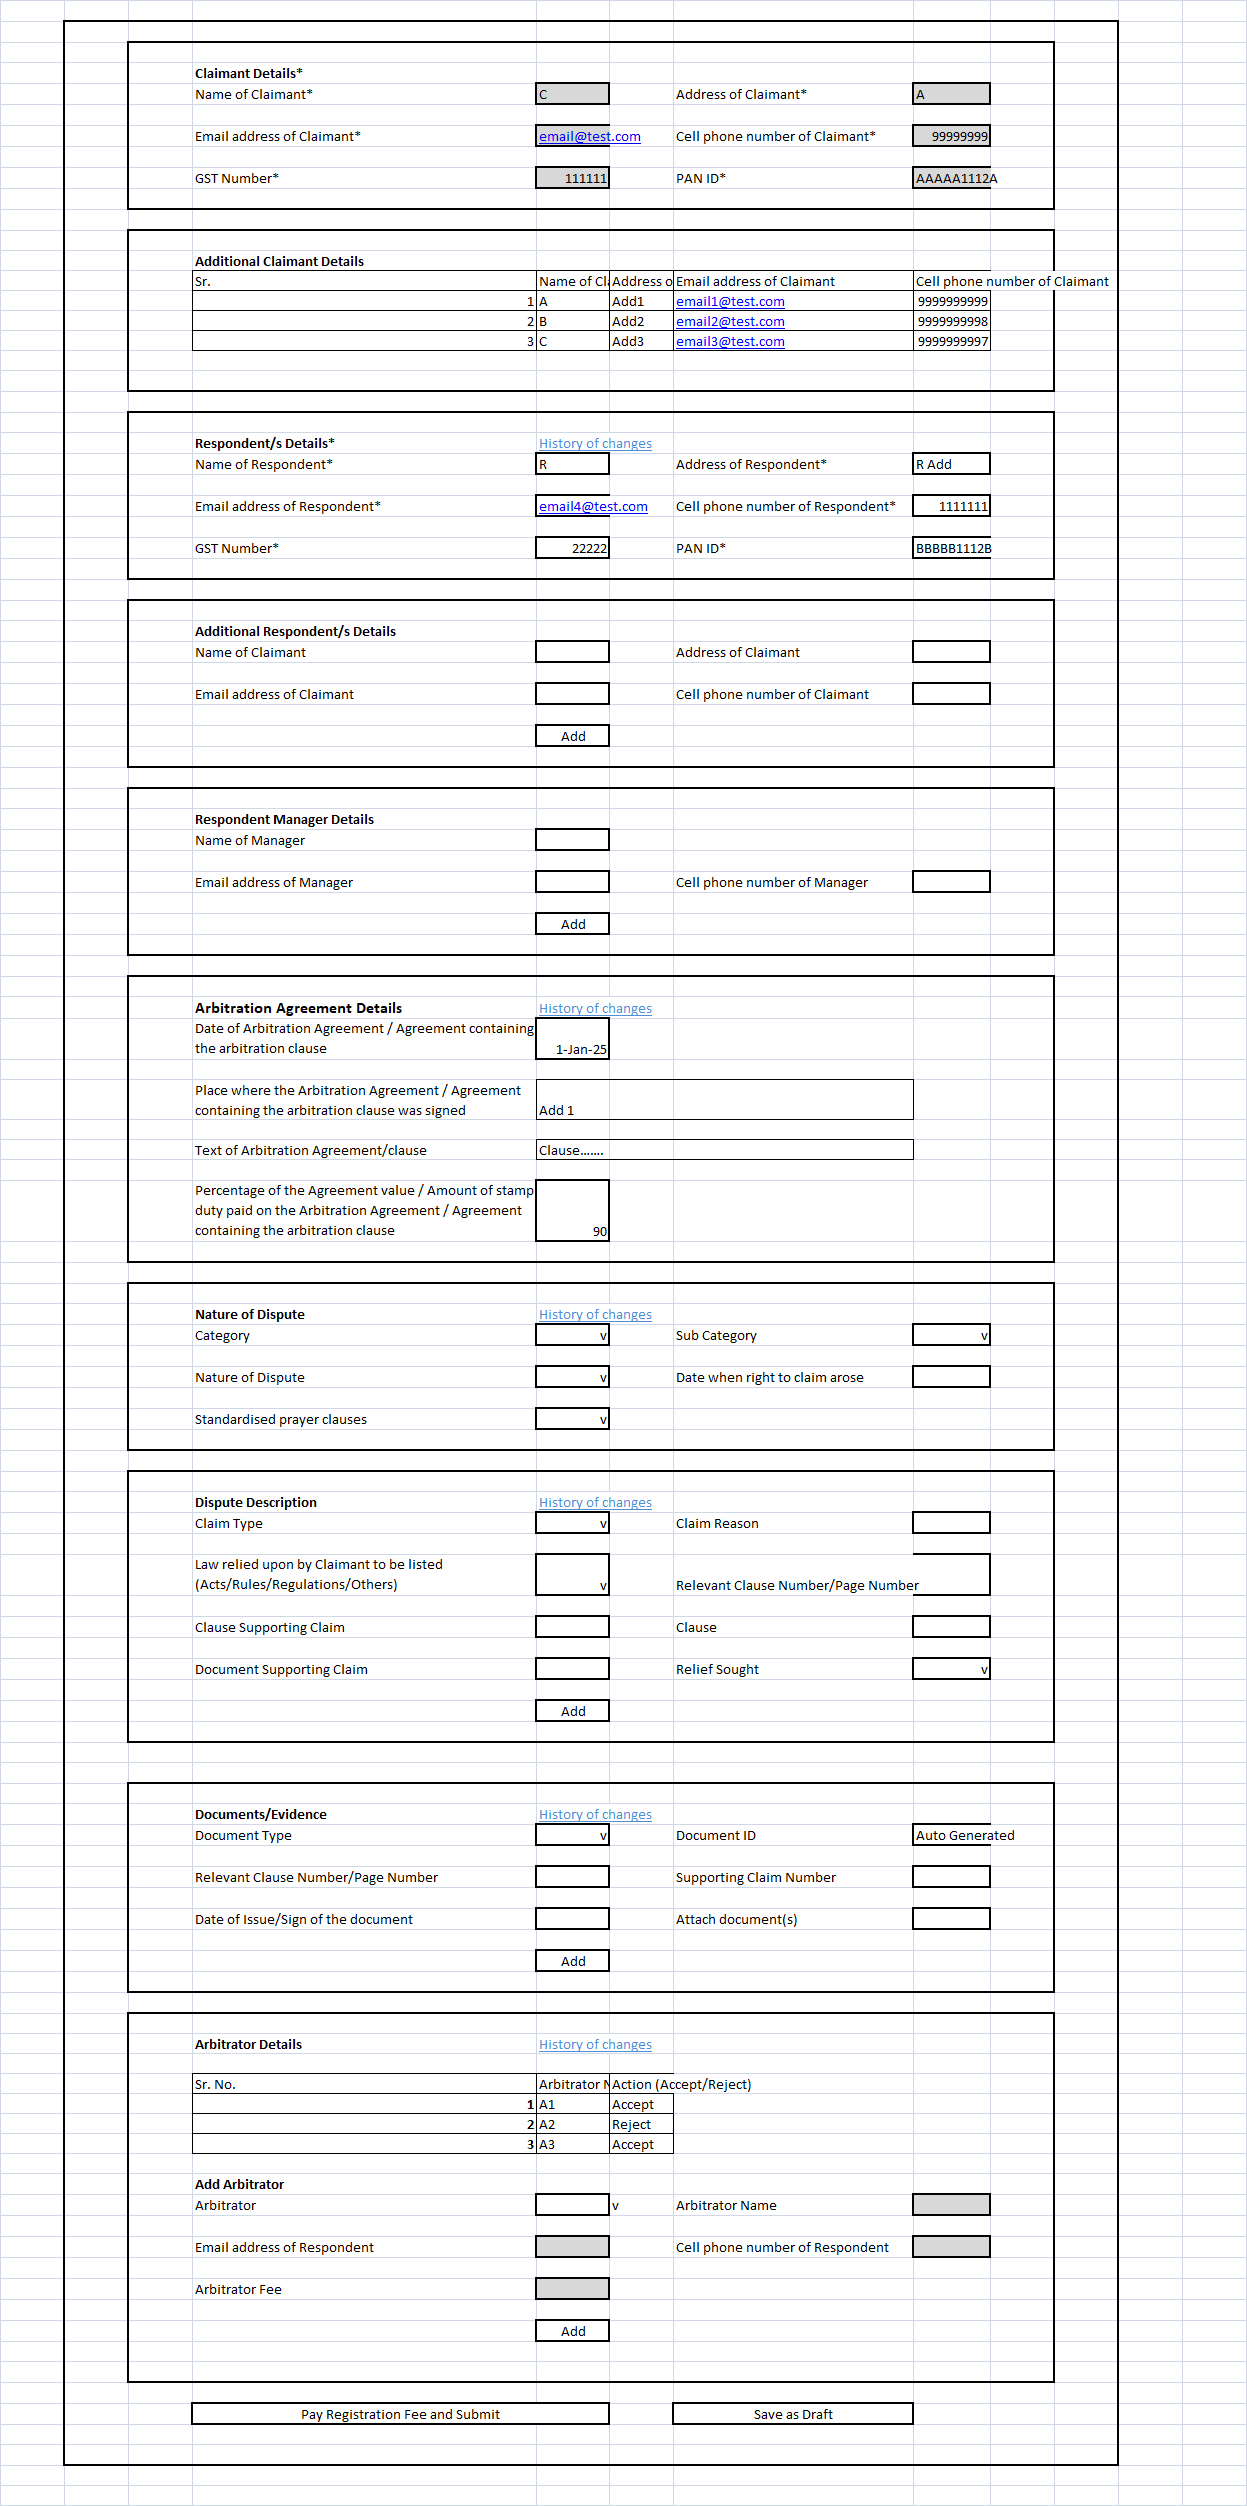 Claimant Details*
Name of Claimant* C Address of Claimant* A
Email address of Claimant* email@test.com Cell phone number of Claimant* 99999999
GST Number* 111111 PAN ID* AAAAA1112A
Additional Claimant Details
Sr. Name of Cl Address o Email address of Claimant Cell phone number of Claimant
1 A Add1 email1@test.com 9999999999
2 B Add2 email2@test.com 9999999998
3 C Add3 email3@test.com 9999999997
Respondent/s Details* History of changes
Name of Respondent* R Address of Respondent* R Add
Email address of Respondent* email4@test.com Cell phone number of Respondent* 1111111
GST Number* 22222 PAN ID* BBBBB1112B
Additional Respondent/s Details
Name of Claimant Address of Claimant
Email address of Claimant Cell phone number of Claimant
Add
Respondent Manager Details
Name of Manager
Email address of Manager Cell phone number of Manager
Add
Arbitration Agreement Details History of changes
Date of Arbitration Agreement / Agreement containing
the arbitration clause 1-Jan-25
Place where the Arbitration Agreement / Agreement
containing the arbitration clause was signed Add 1
Text of Arbitration Agreement/clause Clause.......
Percentage of the Agreement value / Amount of stamp
duty paid on the Arbitration Agreement / Agreement
containing the arbitration clause 90
Nature of Dispute History of changes
Category v Sub Category v
Nature of Dispute v Date when right to claim arose
Standardised prayer clauses v
Dispute Description History of changes
Claim Type v Claim Reason
Law relied upon by Claimant to be listed
(Acts/Rules/Regulations/Others) v Relevant Clause Number/Page Number
Clause Supporting Claim Clause
Document Supporting Claim Relief Sought v
Add
Documents/Evidence History of changes
Document Type v Document ID Auto Generated
Relevant Clause Number/Page Number Supporting Claim Number
Date of Issue/Sign of the document Attach document(s)
Add
Arbitrator Details History of changes
Sr. No. Arbitrator N Action (Accept/Reject)
1 A1 Accept
2 A2 Reject
3 A3 Accept
Add Arbitrator
Arbitrator v Arbitrator Name
Email address of Respondent Cell phone number of Respondent
Arbitrator Fee
Add
Pay Registration Fee and Submit Save as Draft